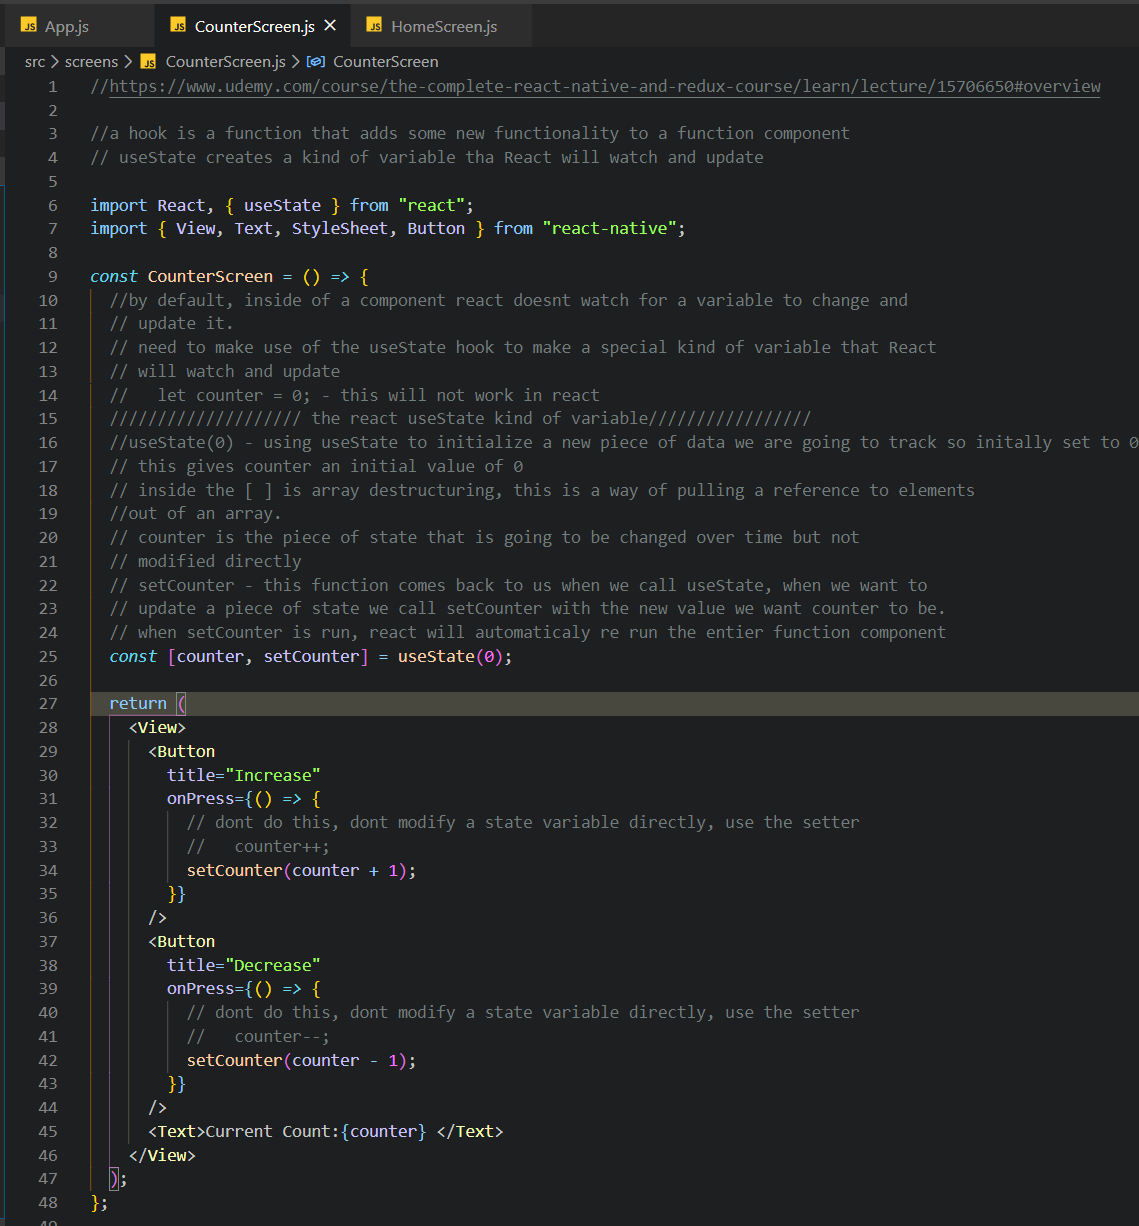 JS App.js JS CounterScreen.js × JS HomeScreen.js
src > screens > JS CounterScreen.js > CounterScreen
1 //https://www.udemy.com/course/the-complete-react-native-and-redux-course/learn/lecture/15706650#overview
2
3 //a hook is a function that adds some new functionality to a function component
4 // useState creates a kind of variable tha React will watch and update
5
6 import React, { useState } from "react";
7 import { View, Text, StyleSheet, Button } from "react-native";
8
9 const CounterScreen = () => {
10 //by default, inside of a component react doesnt watch for a variable to change and
11 // update it.
12 // need to make use of the useState hook to make a special kind of variable that React
13 // will watch and update
14 //   let counter = 0; - this will not work in react
15 //////////////////// the react useState kind of variable/////////////////
16 //useState(0) - using useState to initialize a new piece of data we are going to track so initally set to 0
17 // this gives counter an initial value of 0
18 // inside the [ ] is array destructuring, this is a way of pulling a reference to elements
19 //out of an array.
20 // counter is the piece of state that is going to be changed over time but not
21 // modified directly
22 // setCounter - this function comes back to us when we call useState, when we want to
23 // update a piece of state we call setCounter with the new value we want counter to be.
24 // when setCounter is run, react will automaticaly re run the entier function component
25 const [counter, setCounter] = useState(0);
26
27 return (
28 <View>
29 <Button
30 title="Increase"
31 onPress={() => {
32 // dont do this, dont modify a state variable directly, use the setter
33 //   counter++;
34 setCounter(counter + 1);
35 }}
36 />
37 <Button
38 title="Decrease"
39 onPress={() => {
40 // dont do this, dont modify a state variable directly, use the setter
41 //   counter--;
42 setCounter(counter - 1);
43 }}
44 />
45 <Text>Current Count:{counter} </Text>
46 </View>
47 );
48 };
49